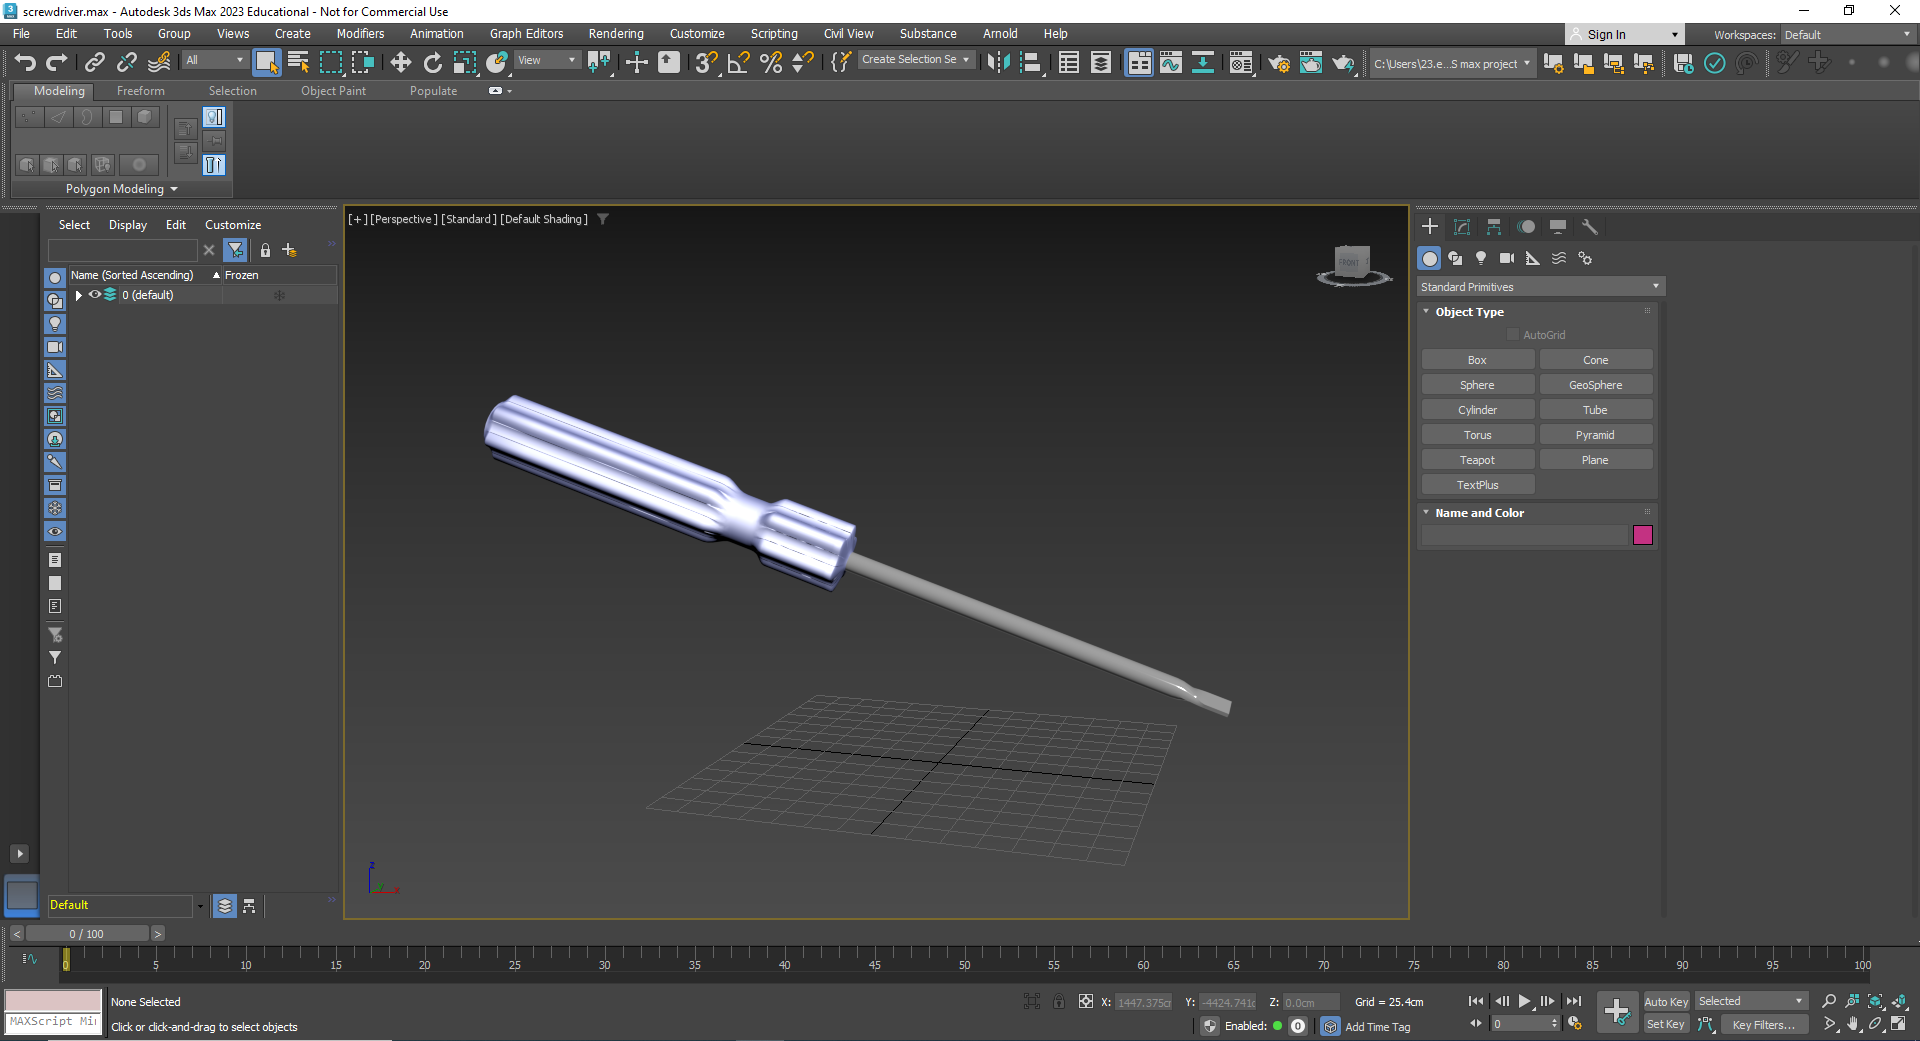 screwdriver.max - Autodesk 3ds Max 2023 Educational - Not for Commercial Use
File Edit Tools Group Views Create Modifiers Animation Graph Editors Rendering Customize Scripting Civil View Substance Arnold Help
Sign In Workspaces: Default
All View Create Selection Se C:\Users\23.e...S max project
Modeling Freeform Selection Object Paint Populate
Polygon Modeling
Select Display Edit Customize
Name (Sorted Ascending) Frozen
0 (default)
[+] [Perspective ] [Standard ] [Default Shading ]
FRONT
Standard Primitives
Object Type
AutoGrid
Box Cone
Sphere GeoSphere
Cylinder Tube
Torus Pyramid
Teapot Plane
TextPlus
Name and Color
z
x
Default
< 0 / 100 >
0 5 10 15 20 25 30 35 40 45 50 55 60 65 70 75 80 85 90 95 100
None Selected
X: 1447.375c Y: -4424.741c Z: 0.0cm Grid = 25.4cm
Auto Key Selected
MAXScript Mi
Click or click-and-drag to select objects
Enabled: 0 Add Time Tag
0
Set Key Key Filters...